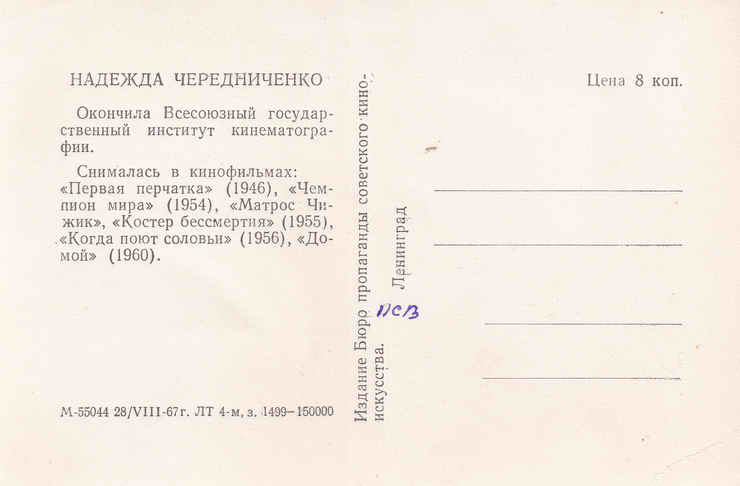 НАДЕЖДА ЧЕРЕДНИЧЕНКО
Окончила Всесоюзный государ-
ственный институт кинематогра-
фии.
Снималась в кинофильмах:
«Первая перчатка» (1946), «Чем-
пион мира» (1954), «Матрос Чи-
жик», «Костер бессмертия» (1955),
«Когда поют соловьи» (1956), «До-
мой» (1960).
М-55044 28/VIII-67 г. ЛТ 4-м, з. 1499—150000
Издание Бюро пропаганды советского кино-
искусства.
Ленинград
ПСВ
Цена 8 коп.